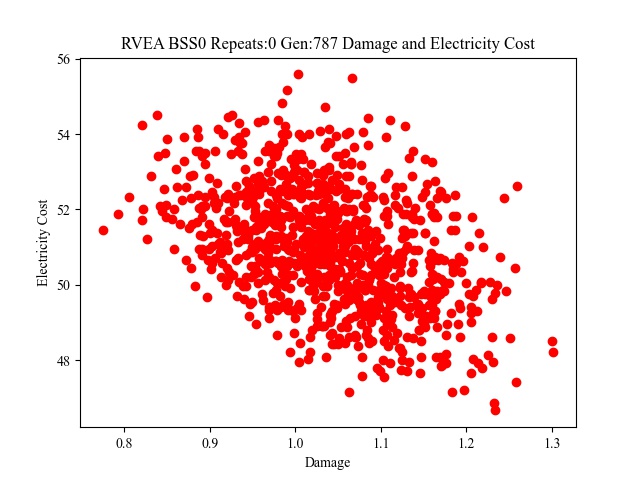 RVEA BSS0 Repeats:0 Gen:787 Damage and Electricity Cost
56
54
52
50
48
Electricity Cost
0.8 0.9 1.0 1.1 1.2 1.3
Damage